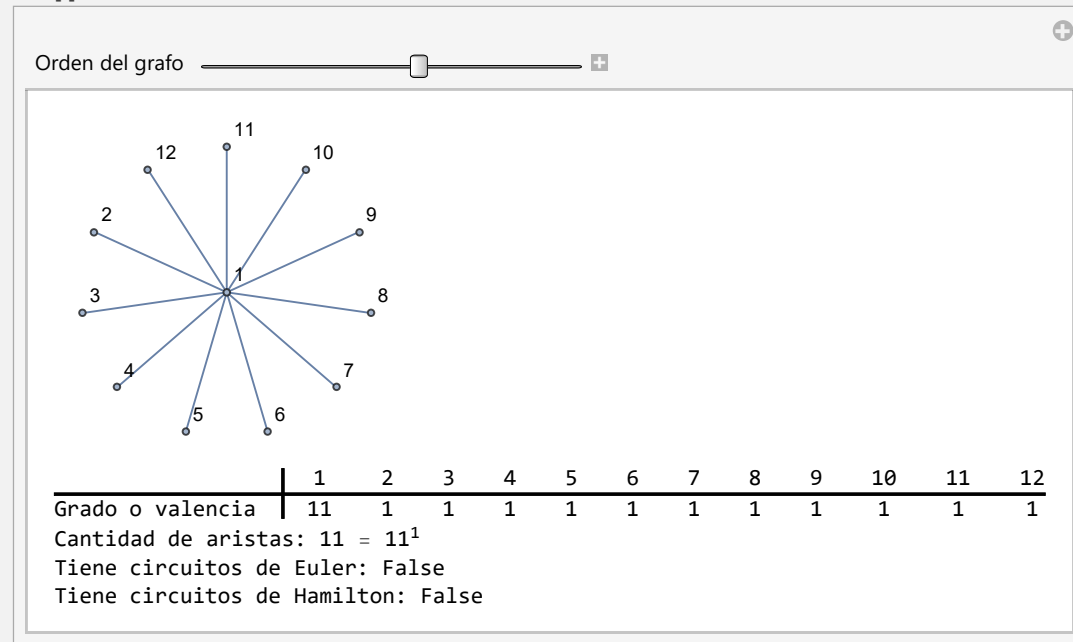 Orden del grafo
11
12
10
2
9
1
3
8
4
7
5
6
1 2 3 4 5 6 7 8 9 10 11 12
Grado o valencia 11 1 1 1 1 1 1 1 1 1 1 1
Cantidad de aristas: 11 = 11¹
Tiene circuitos de Euler: False
Tiene circuitos de Hamilton: False